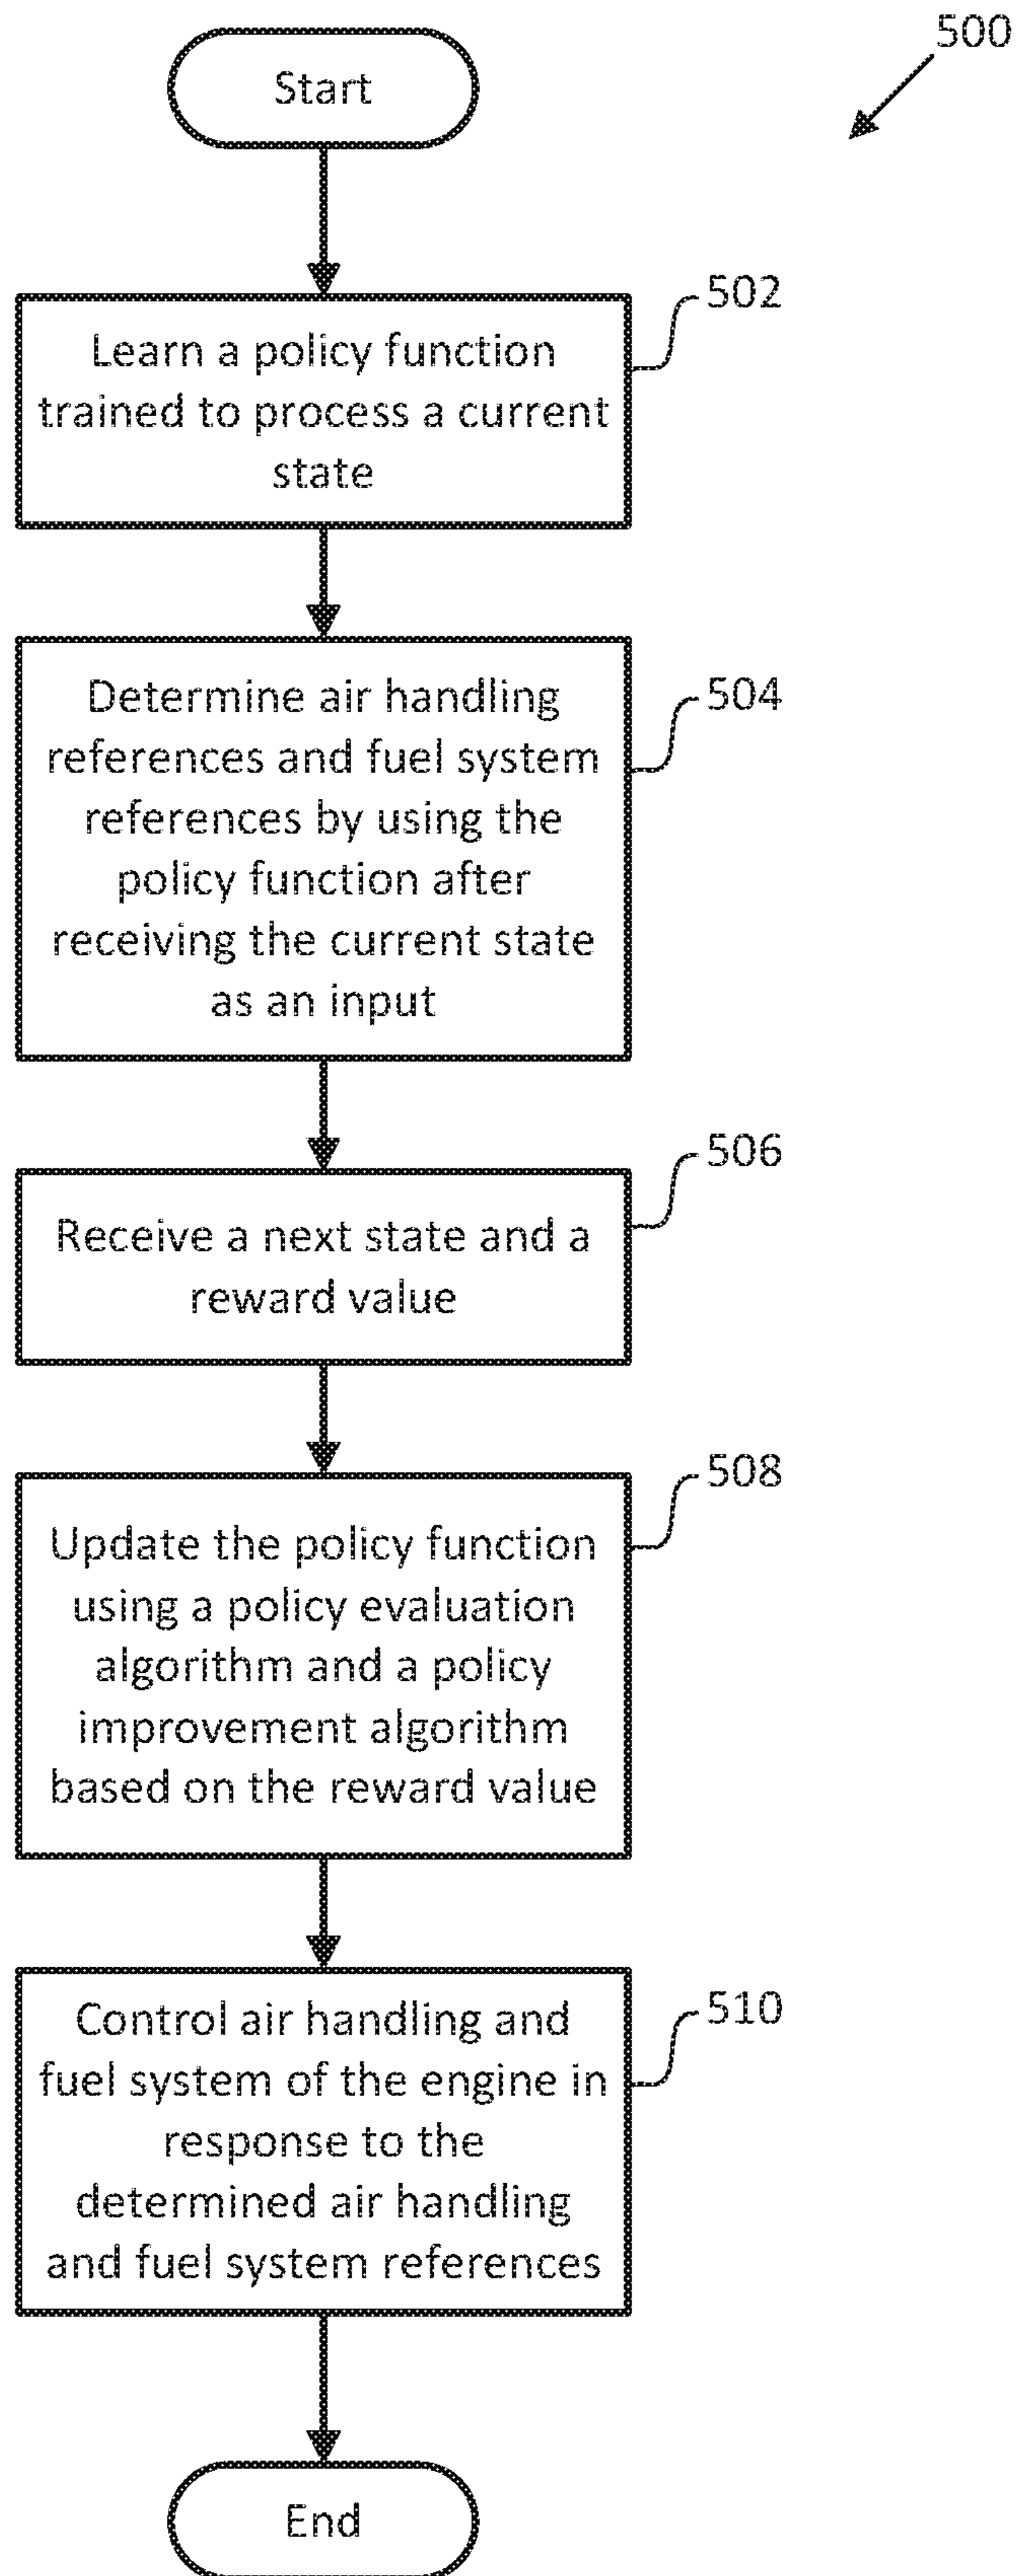 500
Start
502
Learn a policy function
trained to process a current
state
504
Determine air handling
references and fuel system
references by using the
policy function after
receiving the current state
as an input
506
Receive a next state and a
reward value
508
Update the policy function
using a policy evaluation
algorithm and a policy
improvement algorithm
based on the reward value
510
Control air handling and
fuel system of the engine in
response to the
determined air handling
and fuel system references
End